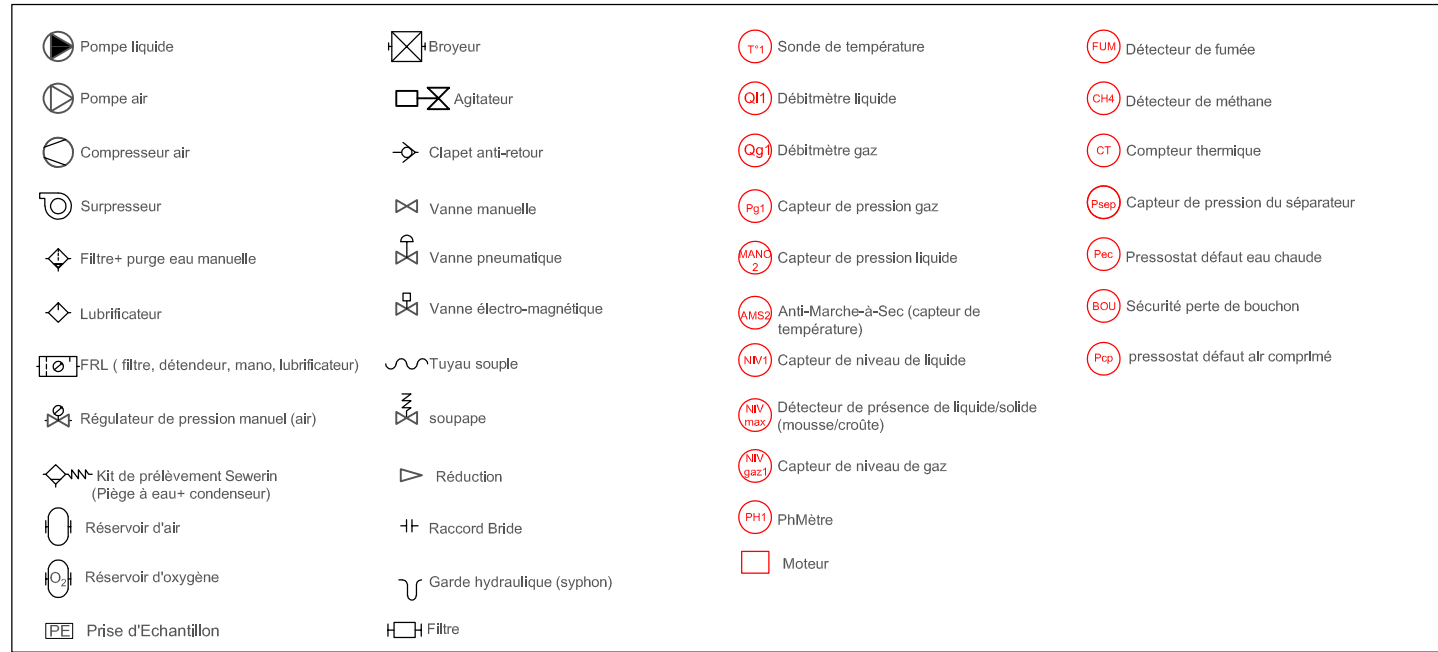 Pompe liquide
Pompe air
Compresseur air
Surpresseur
Filtre+ purge eau manuelle
Lubrificateur
FRL ( filtre, détendeur, mano, lubrificateur)
Régulateur de pression manuel (air)
Kit de prélèvement Sewerin
(Piège à eau+ condenseur)
Réservoir d'air
O2 Réservoir d'oxygène
PE Prise d'Echantillon
Broyeur
Agitateur
Clapet anti-retour
Vanne manuelle
Vanne pneumatique
Vanne électro-magnétique
Tuyau souple
soupape
Réduction
Raccord Bride
Garde hydraulique (syphon)
Filtre
T°1 Sonde de température
Ql1 Débitmètre liquide
Qg1 Débitmètre gaz
Pg1 Capteur de pression gaz
MANO
2 Capteur de pression liquide
AMS2 Anti-Marche-à-Sec (capteur de
température)
NIV1 Capteur de niveau de liquide
NIV
max Détecteur de présence de liquide/solide
(mousse/croûte)
NIV
gaz1 Capteur de niveau de gaz
PH1 PhMètre
Moteur
FUM Détecteur de fumée
CH4 Détecteur de méthane
CT Compteur thermique
Psep Capteur de pression du séparateur
Pec Pressostat défaut eau chaude
BOU Sécurité perte de bouchon
Pcp pressostat défaut air comprimé